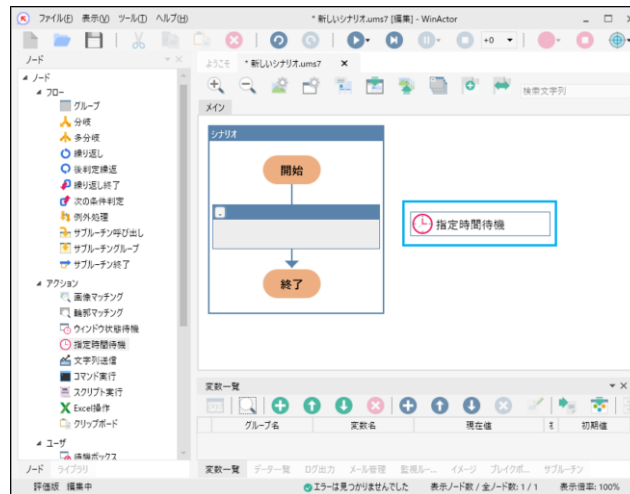 ファイル(F) 表示(V) ツール(T) ヘルプ(H)
* 新しいシナリオ.ums7 [編集] - WinActor
+0
ノード
ようこそ * 新しいシナリオ.ums7
検索文字列
メイン
ノード
フロー
グループ
分岐
多分岐
繰り返し
後判定繰返
繰り返し終了
次の条件判定
例外処理
サブルーチン呼び出し
サブルーチングループ
サブルーチン終了
アクション
画像マッチング
輪郭マッチング
ウィンドウ状態待機
指定時間待機
文字列送信
コマンド実行
スクリプト実行
Excel操作
クリップボード
ユーザ
待機ボックス
ノード ライブラリ
シナリオ
開始
終了
指定時間待機
変数一覧
グループ名 変数名 現在値 初期値
変数一覧 データ一覧 ログ出力 メール管理 監視ルー... イメージ ブレイクポ... サブルーチン
評価版 編集中 エラーは見つかりませんでした 表示ノード数 / 全ノード数: 1 / 1 表示倍率: 100%